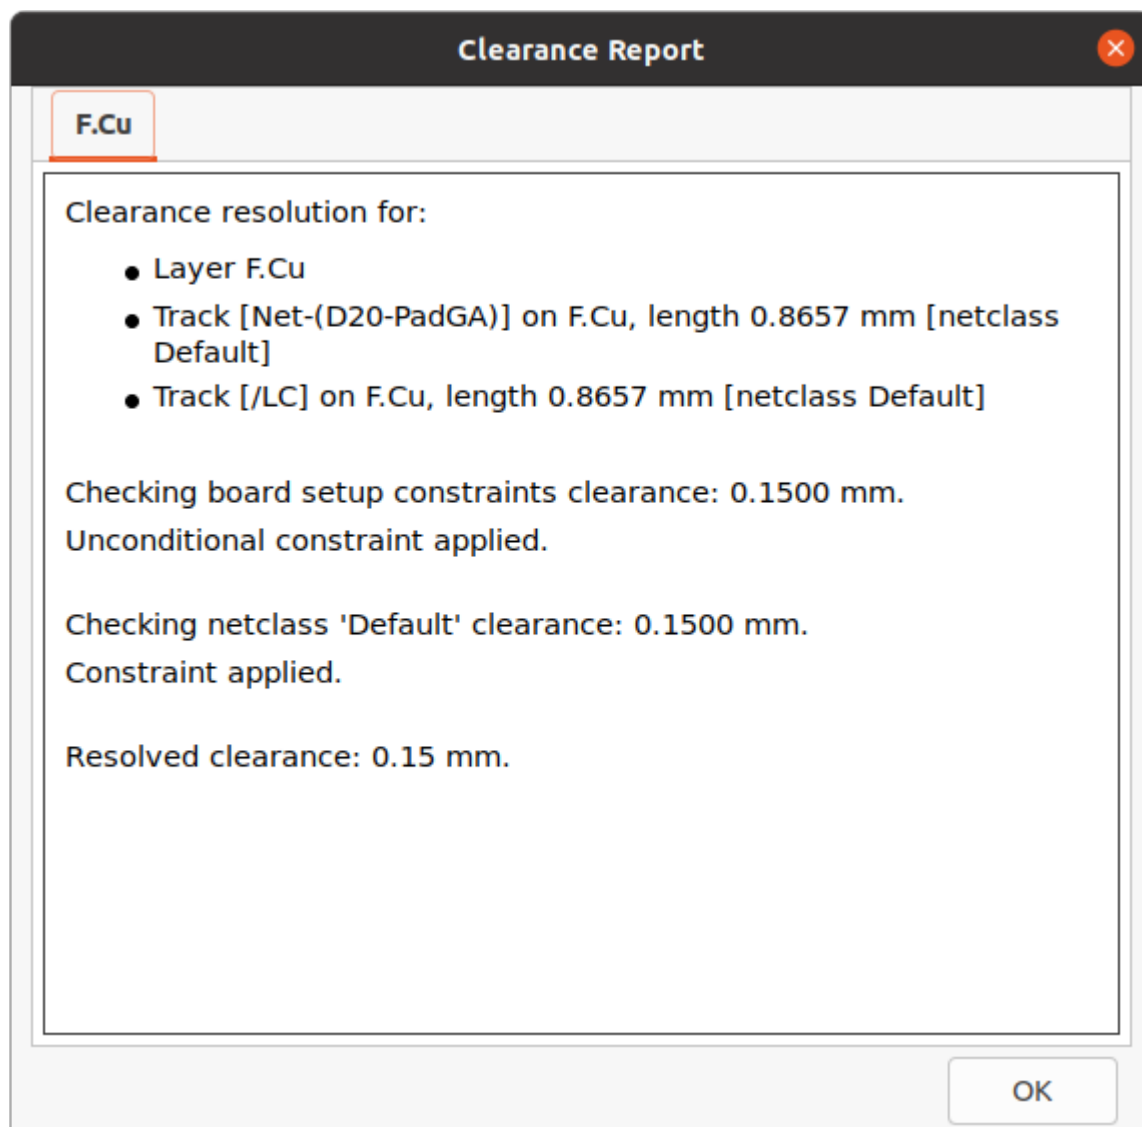 Clearance Report
F.Cu
Clearance resolution for:
● Layer F.Cu
● Track [Net-(D20-PadGA)] on F.Cu, length 0.8657 mm [netclass
Default]
● Track [/LC] on F.Cu, length 0.8657 mm [netclass Default]
Checking board setup constraints clearance: 0.1500 mm.
Unconditional constraint applied.
Checking netclass 'Default' clearance: 0.1500 mm.
Constraint applied.
Resolved clearance: 0.15 mm.
OK